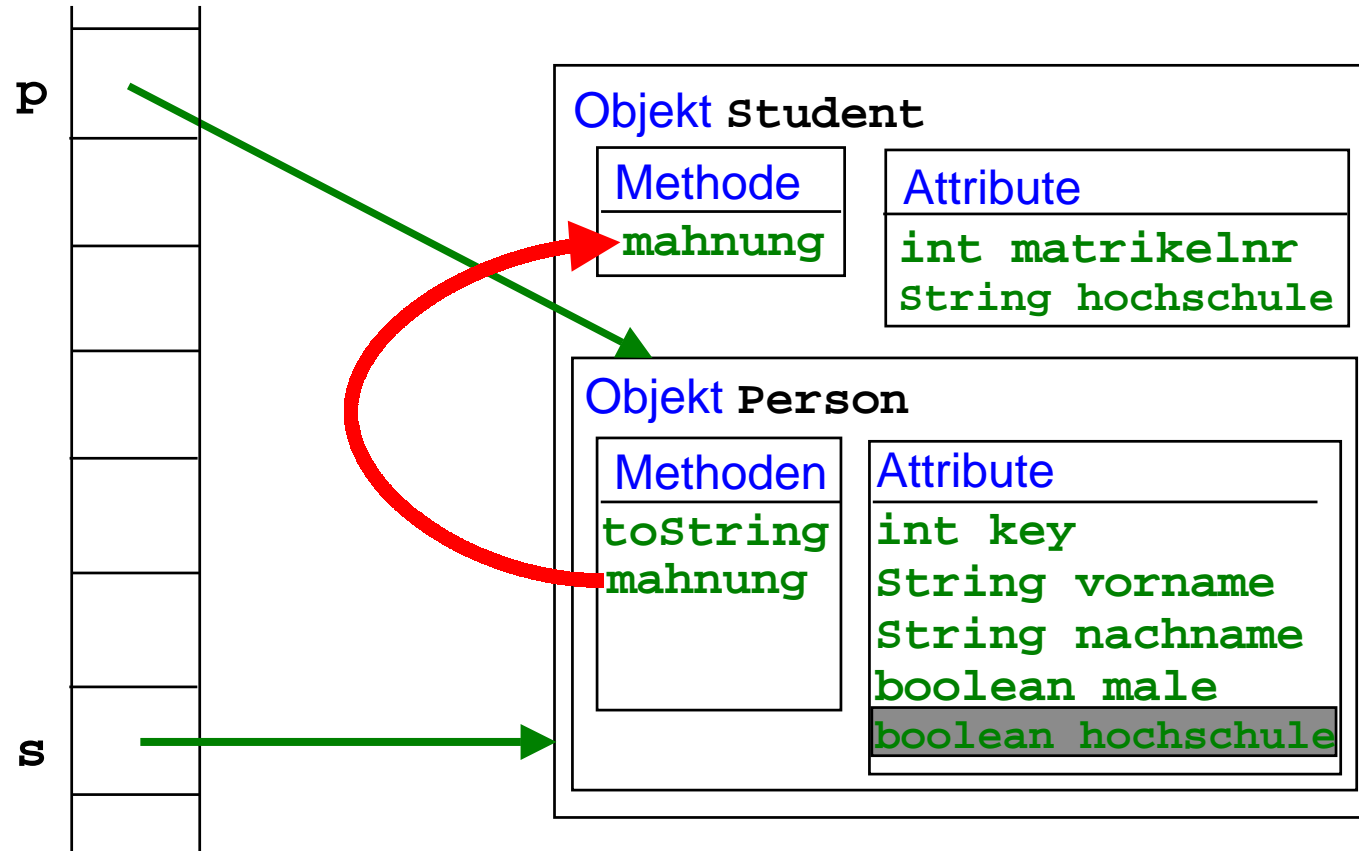 p
Objekt Student
Methode
mahnung
Attribute
int matrikelnr
String hochschule
Objekt Person
Methoden
toString
mahnung
Attribute
int key
String vorname
String nachname
boolean male
boolean hochschule
s